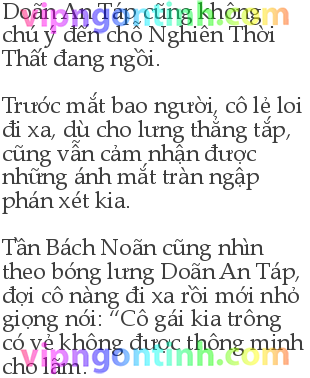 Doãn An Táp cũng không
chú ý đến chỗ Nghiên Thời
Thất đang ngồi.
Trước mắt bao người, cô lẻ loi
đi xa, dù cho lưng thẳng tắp,
cũng vẫn cảm nhận được
những ánh mắt tràn ngập
phán xét kia.
Tần Bách Noãn cũng nhìn
theo bóng lưng Doãn An Táp,
đợi cô nàng đi xa rồi mới nhỏ
giọng nói: “Cô gái kia trông
có vẻ không được thông minh
cho lắm.
vipngontinh.com
vipngontinh.com